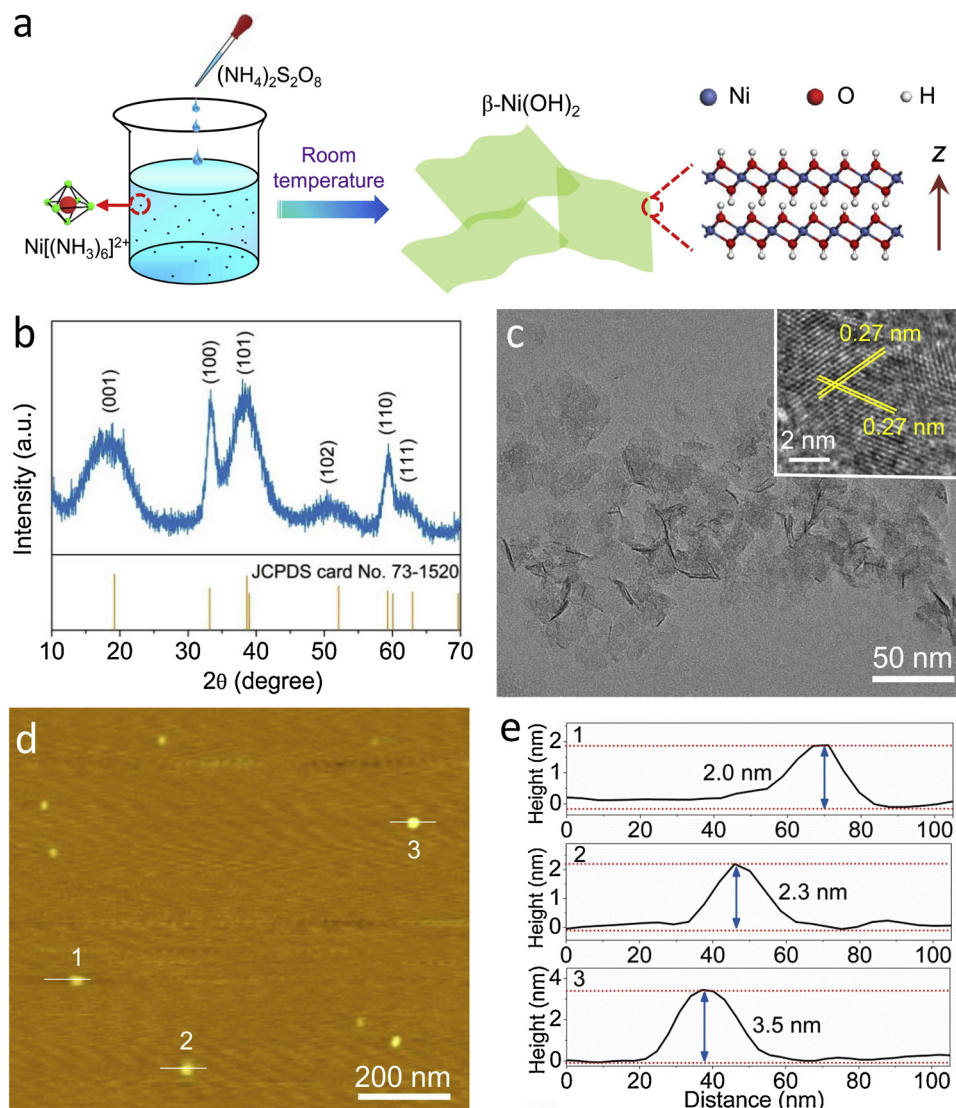 a
(NH4)2S2O8
β-Ni(OH)2
Ni
O
H
Room
temperature
Z
Ni[(NH3)6]2+
b
Intensity (a.u.)
(001)
(100)
(101)
(102)
(110)
(111)
JCPDS card No. 73-1520
10 20 30 40 50 60 70
2θ (degree)
c
0.27 nm
0.27 nm
2 nm
50 nm
d
1
2
3
200 nm
e
Height (nm)
2
1
0
1
2.0 nm
0 20 40 60 80 100
Height (nm)
2
1
0
2
2.3 nm
0 20 40 60 80 100
Height (nm)
4
2
0
3
3.5 nm
0 20 40 60 80 100
Distance (nm)